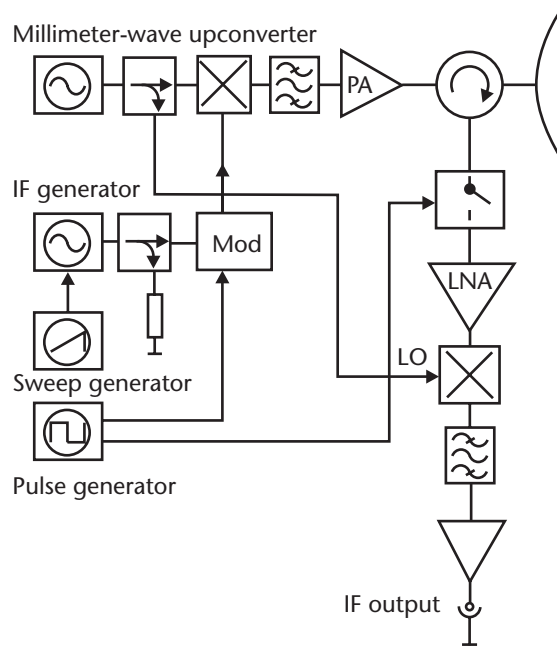 Millimeter-wave upconverter
PA
IF generator
Mod
LNA
LO
Sweep generator
Pulse generator
IF output